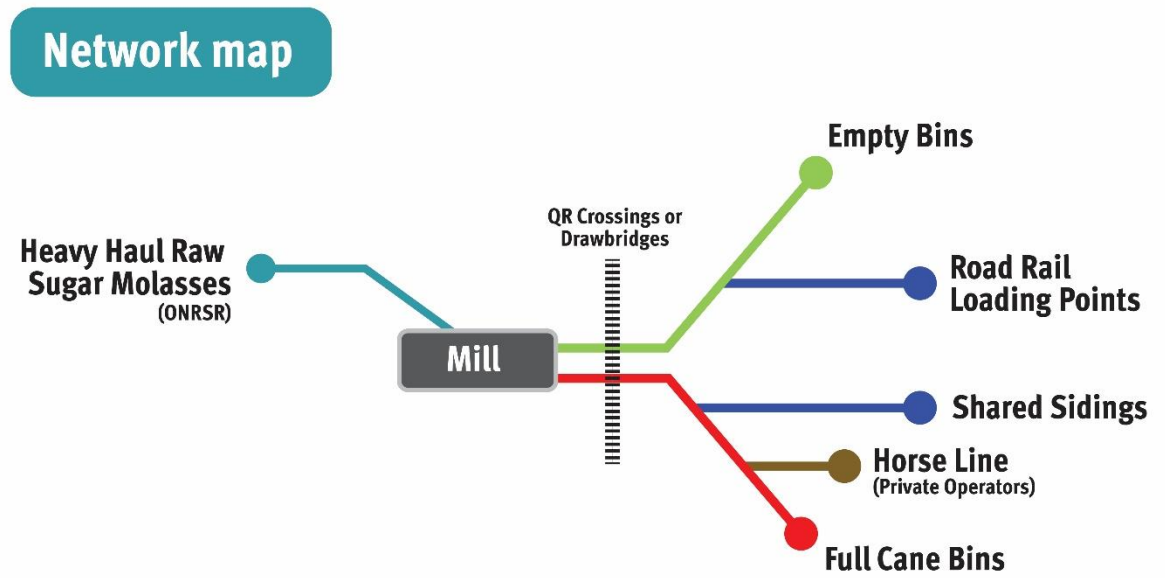 Network map
Empty Bins
QR Crossings or
Drawbridges
Heavy Haul Raw
Sugar Molasses
(ONRSR)
Road Rail
Loading Points
Mill
Shared Sidings
Horse Line
(Private Operators)
Full Cane Bins